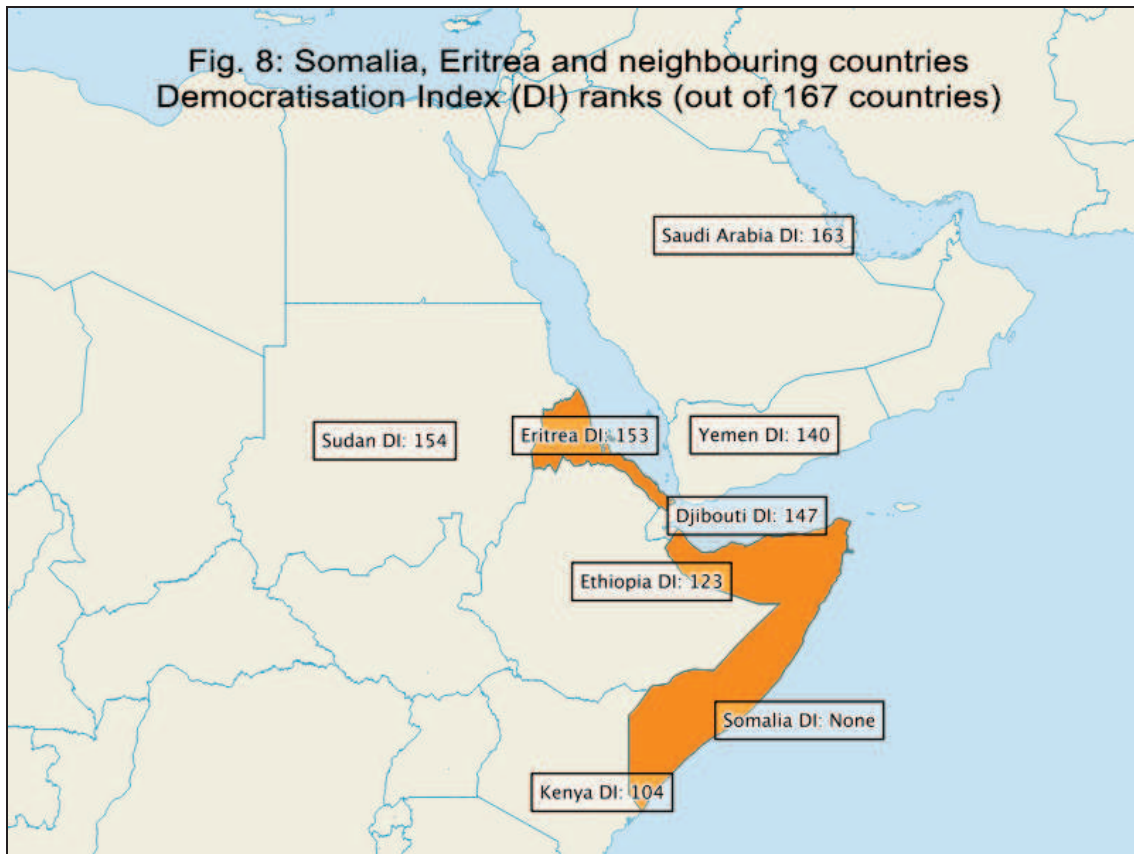 Fig. 8: Somalia, Eritrea and neighbouring countries
Democratisation Index (DI) ranks (out of 167 countries)
Saudi Arabia DI: 163
Sudan DI: 154
Eritrea DI: 153
Yemen DI: 140
Djibouti DI: 147
Ethiopia DI: 123
Somalia DI: None
Kenya DI: 104